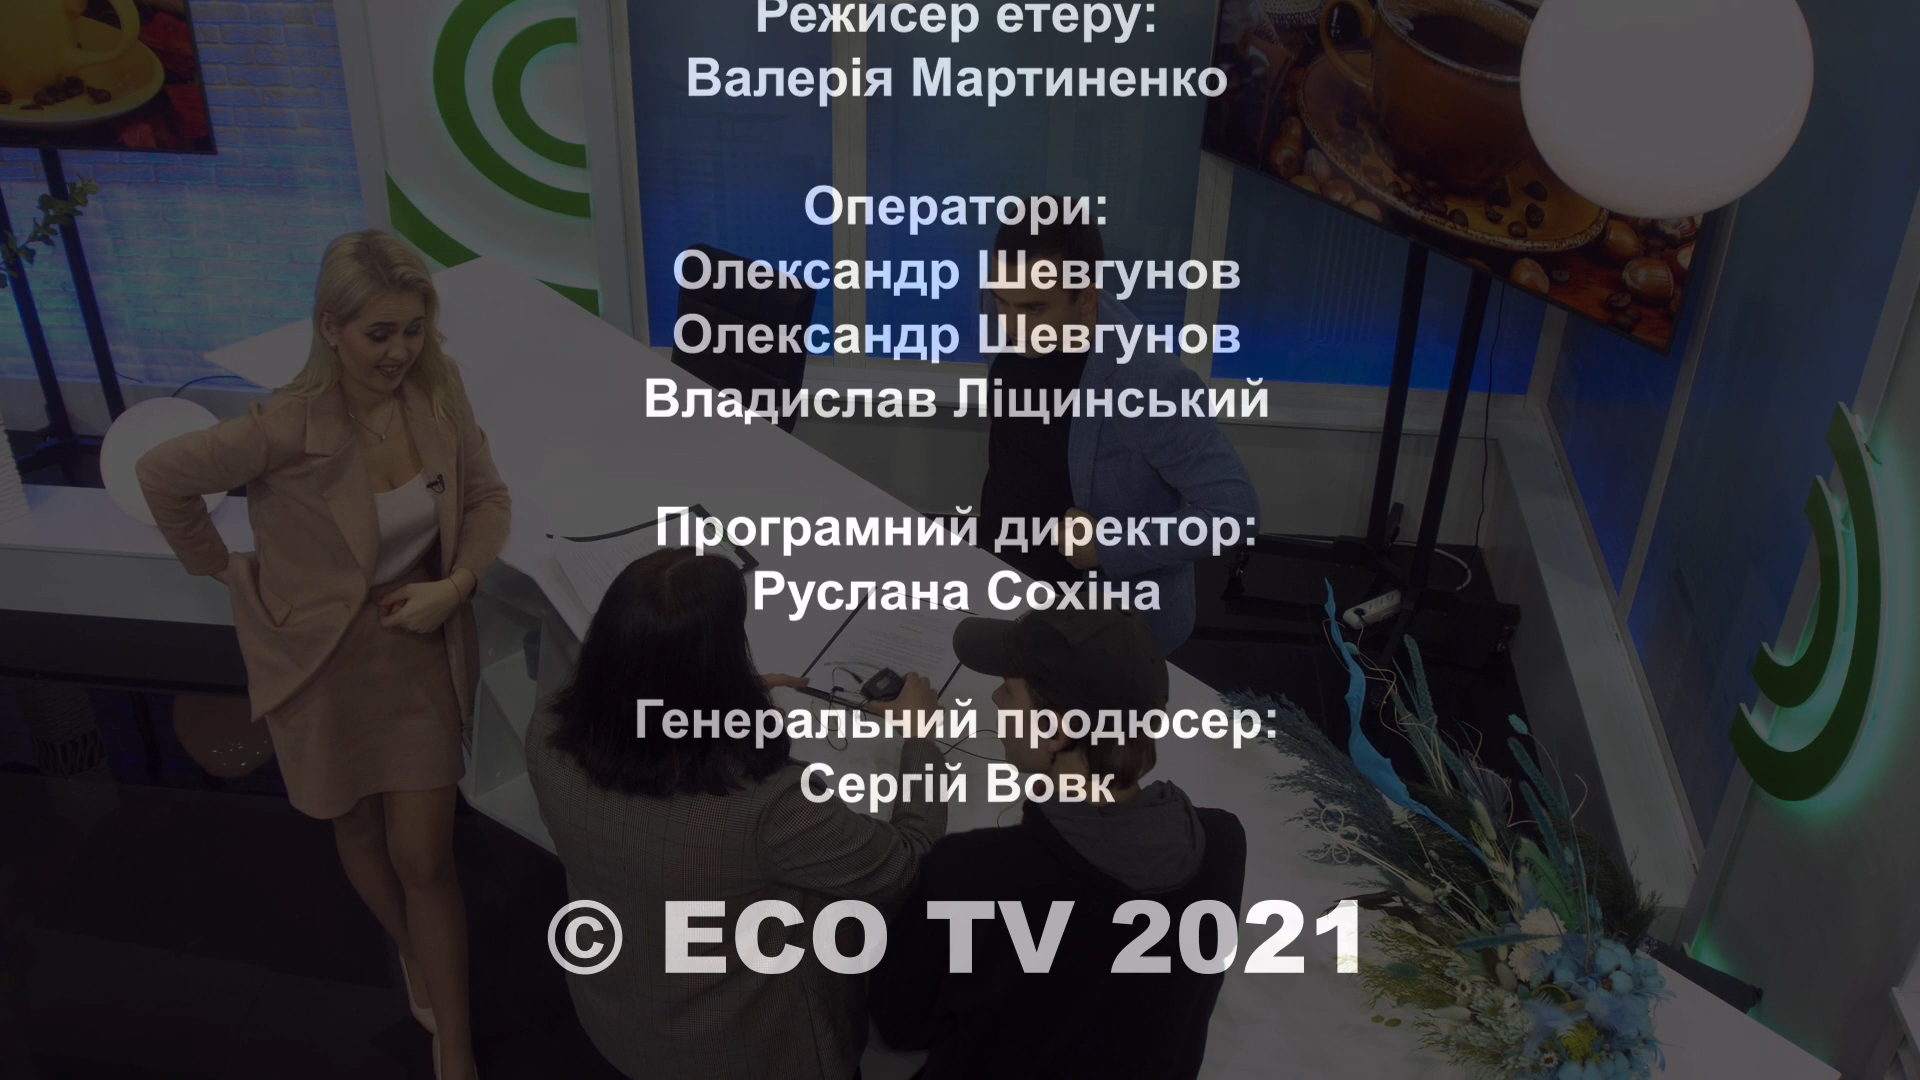 Режисер етеру:
Валерія Мартиненко
Оператори:
Олександр Шевгунов
Олександр Шевгунов
Владислав Ліщинський
Програмний директор:
Руслана Сохіна
Генеральний продюсер:
Сергій Вовк
© ECO TV 2021